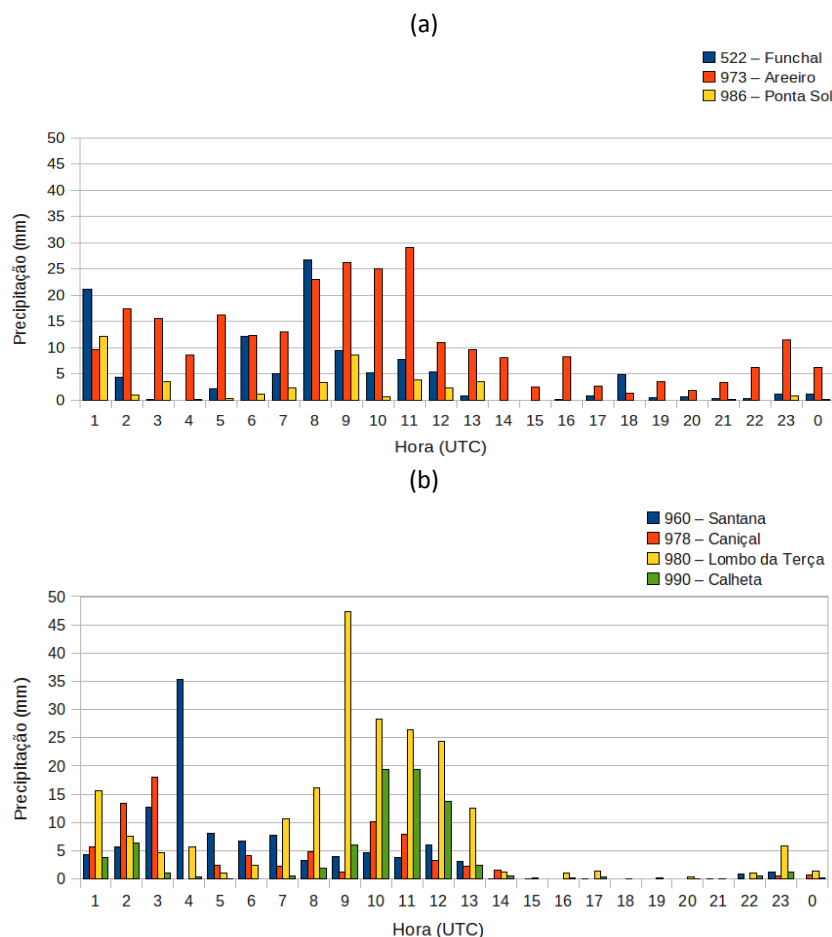 (a)
522 – Funchal
973 – Areeiro
986 – Ponta Sol
50
45
40
35
30
25
20
15
10
5
0
Precipitação (mm)
1 2 3 4 5 6 7 8 9 10 11 12 13 14 15 16 17 18 19 20 21 22 23 0
Hora (UTC)
(b)
960 – Santana
978 – Caniçal
980 – Lombo da Terça
990 – Calheta
50
45
40
35
30
25
20
15
10
5
0
Precipitação (mm)
1 2 3 4 5 6 7 8 9 10 11 12 13 14 15 16 17 18 19 20 21 22 23 0
Hora (UTC)